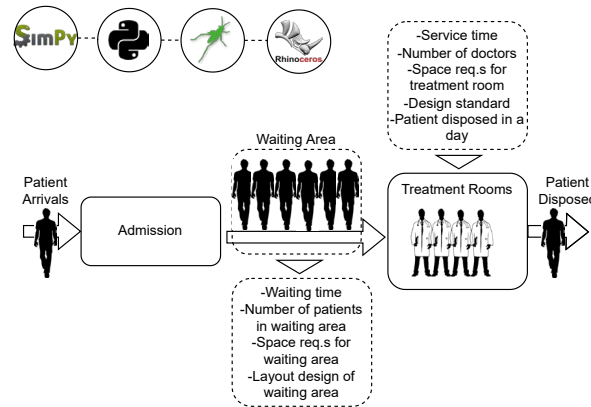 SimPy
Rhinoceros
-Service time
-Number of doctors
-Space req.s for
treatment room
-Design standard
-Patient disposed in a
day
Waiting Area
Patient
Arrivals
Admission
Treatment Rooms
Patient
Disposed
-Waiting time
-Number of patients
in waiting area
-Space req.s for
waiting area
-Layout design of
waiting area